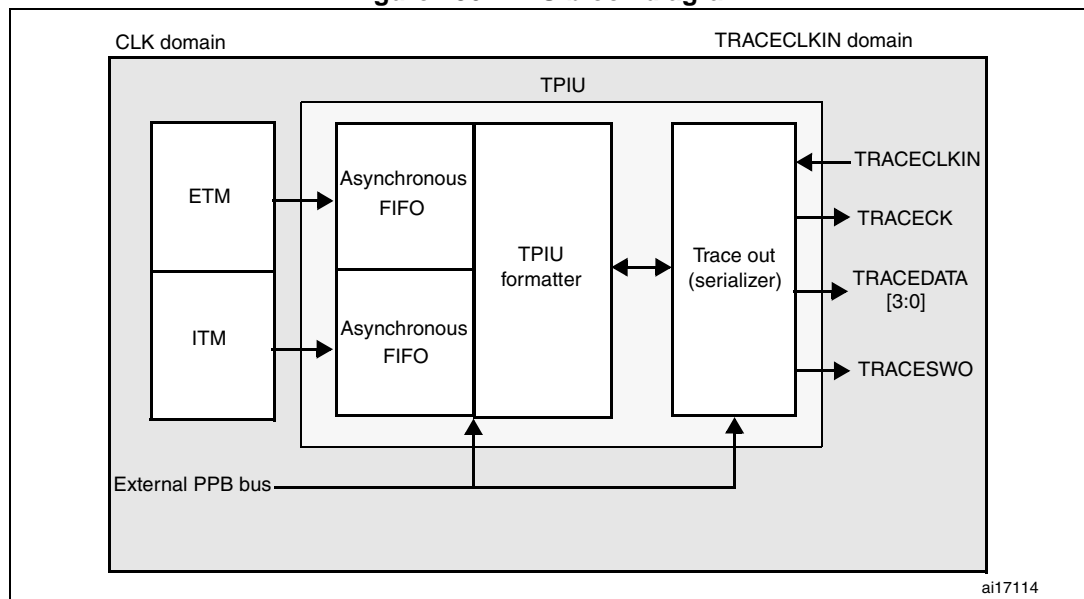 CLK domain
TRACECLKIN domain
TPIU
ETM
Asynchronous
FIFO
TPIU
formatter
Trace out
(serializer)
TRACECLKIN
TRACECK
TRACEDATA
[3:0]
ITM
Asynchronous
FIFO
TRACESWO
External PPB bus
ai17114